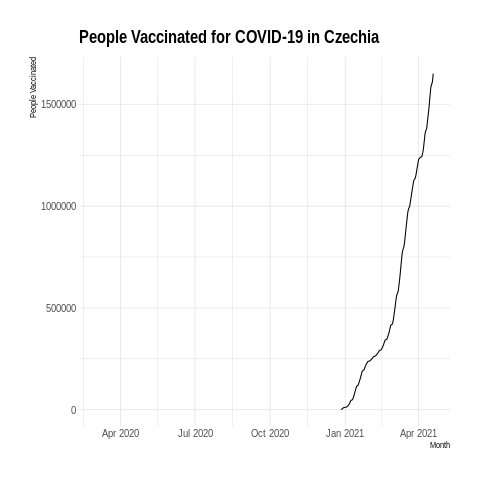 People Vaccinated for COVID-19 in Czechia
People Vaccinated
1500000
1000000
500000
0
Apr 2020
Jul 2020
Oct 2020
Jan 2021
Apr 2021
Month